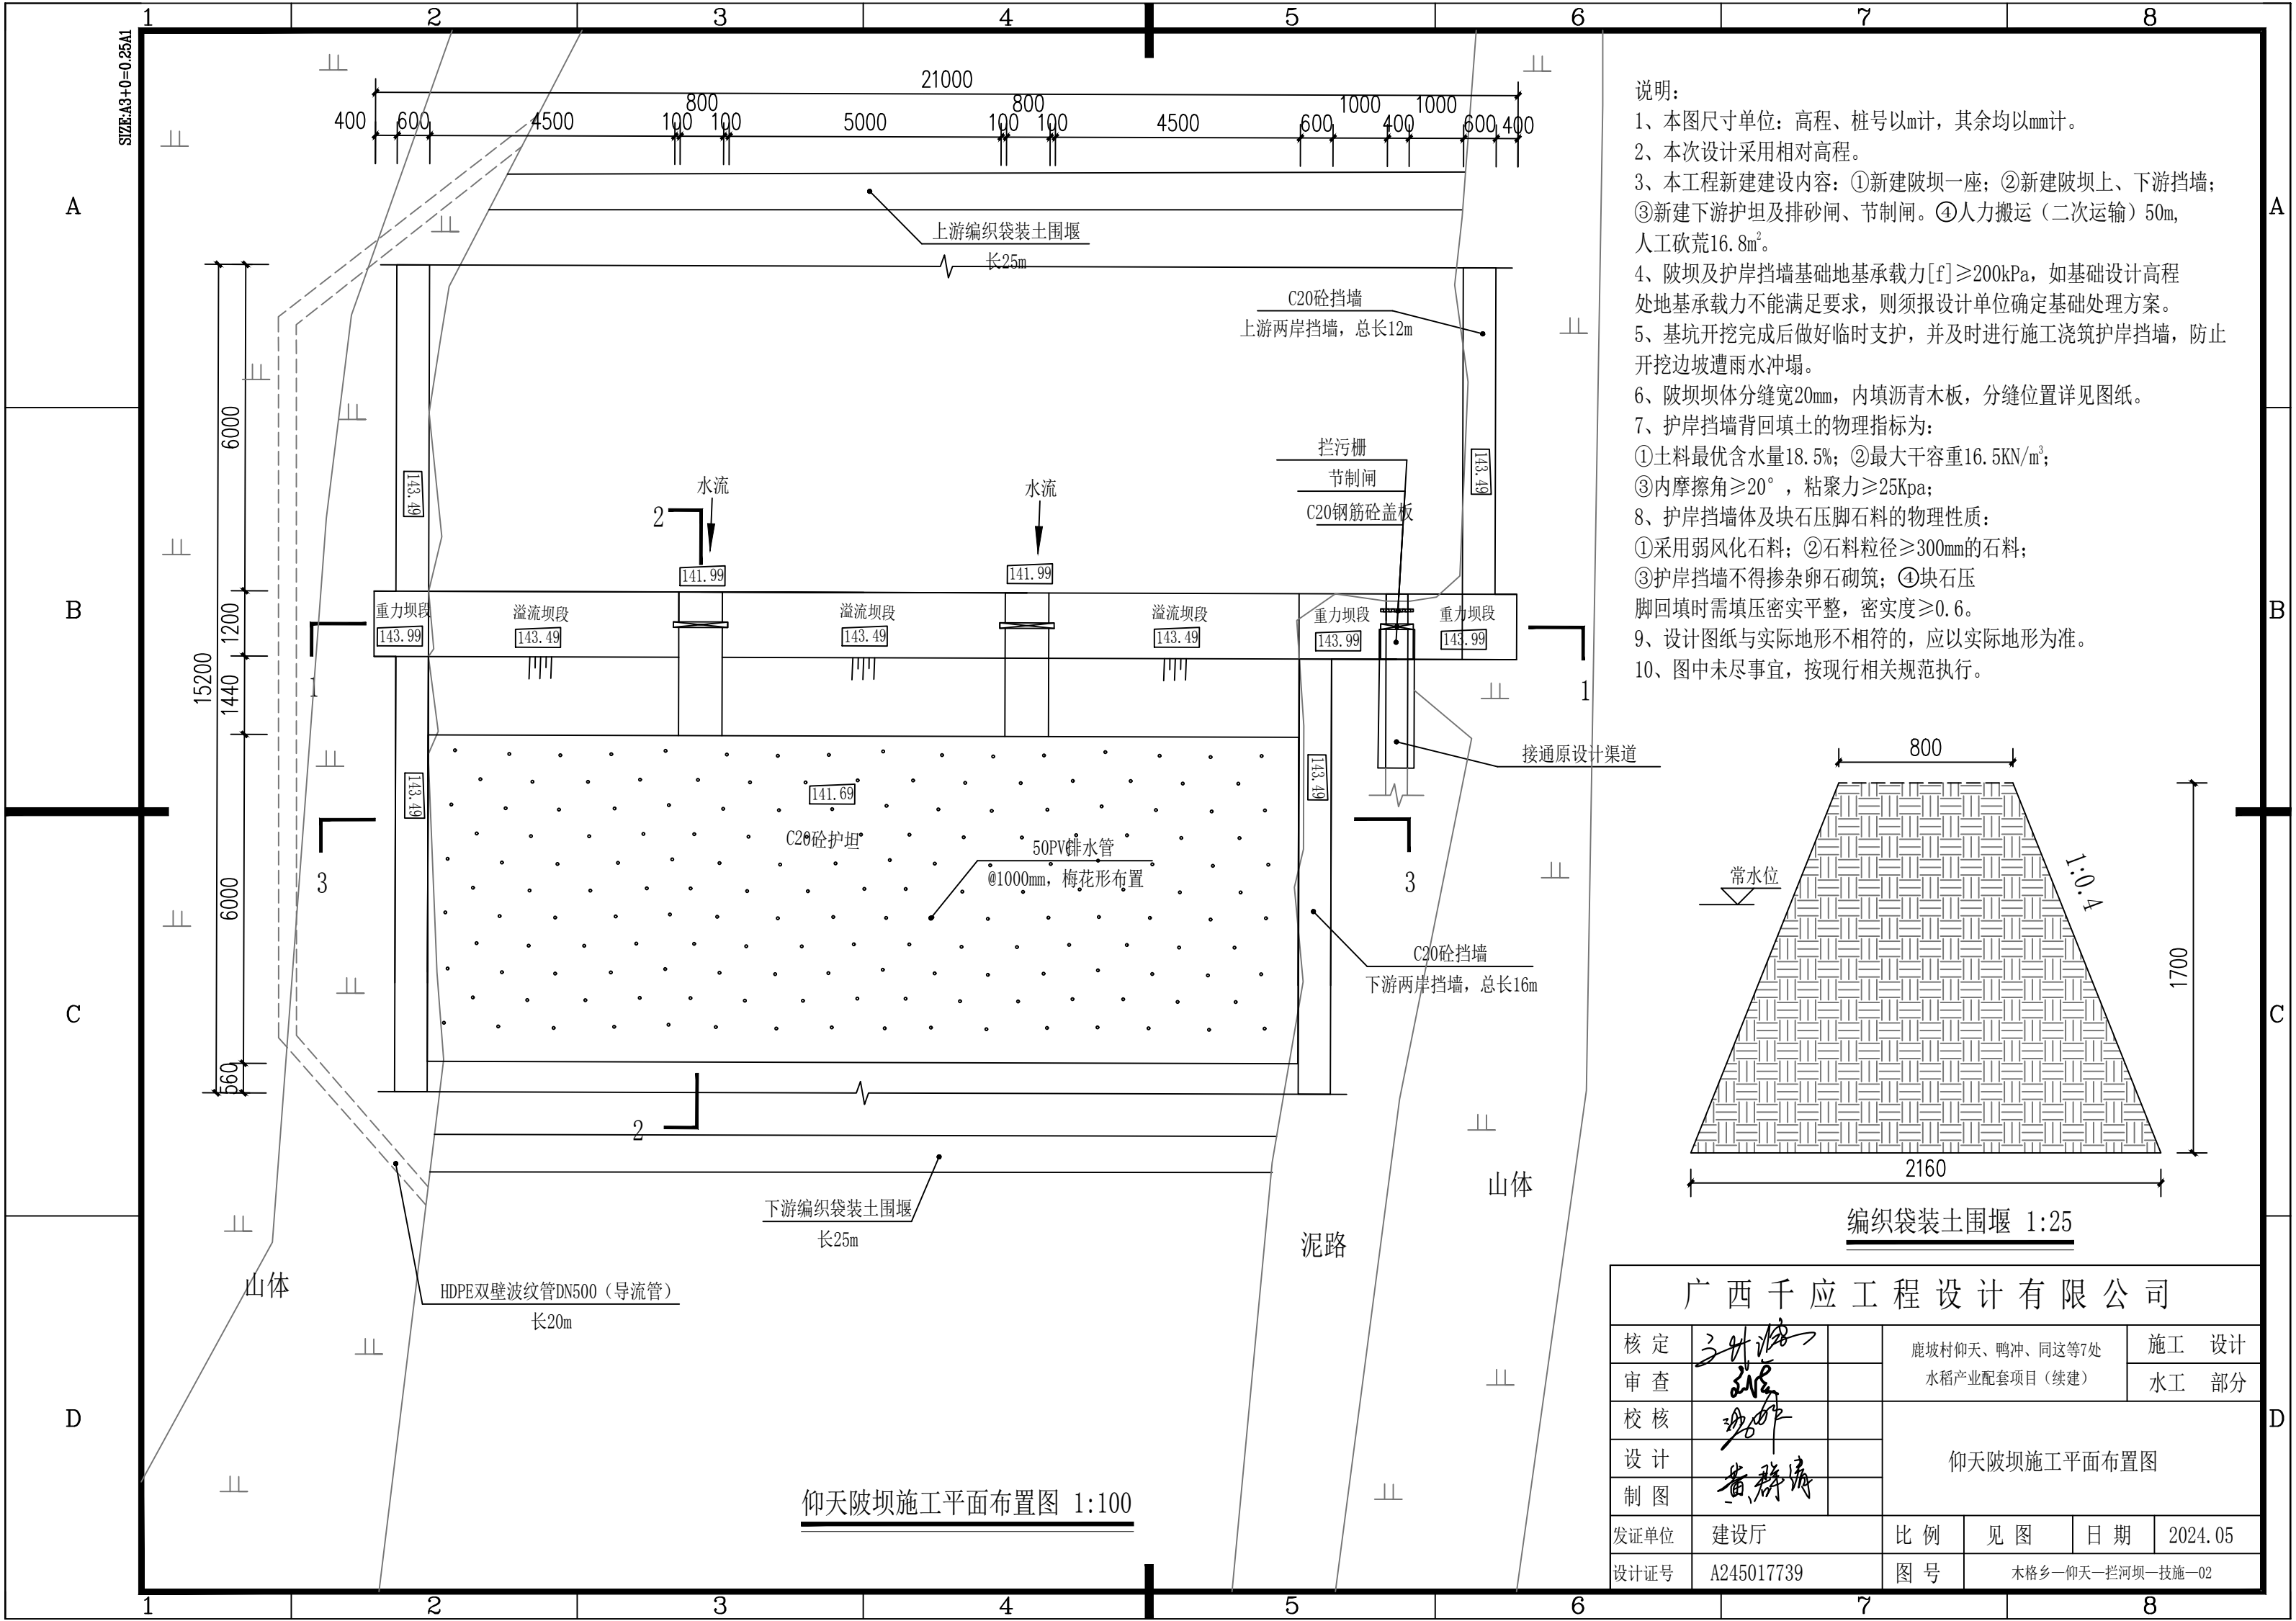 1 2 3 4 5 6 7 8
SIZE:A3+0=0.25A1
A
B
C
D
21000
400 600 4500 100 800 100 5000 100 800 100 4500 600 1000 400 1000 600 400
上游编织袋装土围堰
长25m
C20砼挡墙
上游两岸挡墙，总长12m
拦污栅
节制闸
C20钢筋砼盖板
水流
水流
2
143.49
143.49
141.99
141.99
重力坝段
143.99
溢流坝段
143.49
溢流坝段
143.49
溢流坝段
143.49
重力坝段
143.99
重力坝段
143.99
1
1
15200
6000
1200
1440
6000
560
143.49
143.49
141.69
C20砼护坦
50PVC排水管
@1000mm，梅花形布置
接通原设计渠道
3
3
C20砼挡墙
下游两岸挡墙，总长16m
2
下游编织袋装土围堰
长25m
HDPE双壁波纹管DN500（导流管）
长20m
山体
山体
泥路
仰天陂坝施工平面布置图 1:100
说明：
1、本图尺寸单位：高程、桩号以m计，其余均以mm计。
2、本次设计采用相对高程。
3、本工程新建建设内容：①新建陂坝一座；②新建陂坝上、下游挡墙；
③新建下游护坦及排砂闸、节制闸。④人力搬运（二次运输）50m,
人工砍荒16.8m²。
4、陂坝及护岸挡墙基础地基承载力[f]≥200kPa，如基础设计高程
处地基承载力不能满足要求，则须报设计单位确定基础处理方案。
5、基坑开挖完成后做好临时支护，并及时进行施工浇筑护岸挡墙，防止
开挖边坡遭雨水冲塌。
6、陂坝坝体分缝宽20mm，内填沥青木板，分缝位置详见图纸。
7、护岸挡墙背回填土的物理指标为：
①土料最优含水量18.5%；②最大干容重16.5KN/m³；
③内摩擦角≥20°，粘聚力≥25Kpa；
8、护岸挡墙体及块石压脚石料的物理性质：
①采用弱风化石料；②石料粒径≥300mm的石料；
③护岸挡墙不得掺杂卵石砌筑；④块石压
脚回填时需填压密实平整，密实度≥0.6。
9、设计图纸与实际地形不相符的，应以实际地形为准。
10、图中未尽事宜，按现行相关规范执行。
800
常水位
1:0.4
1700
2160
编织袋装土围堰 1:25
广西千应工程设计有限公司
核定
审查
校核
设计 黄群涛
制图
鹿坡村仰天、鸭冲、同这等7处
水稻产业配套项目（续建）
施工 设计
水工 部分
仰天陂坝施工平面布置图
发证单位 建设厅 比例 见图 日期 2024.05
设计证号 A245017739 图号 木格乡—仰天—拦河坝—技施—02
A
B
C
D
1 2 3 4 5 6 7 8